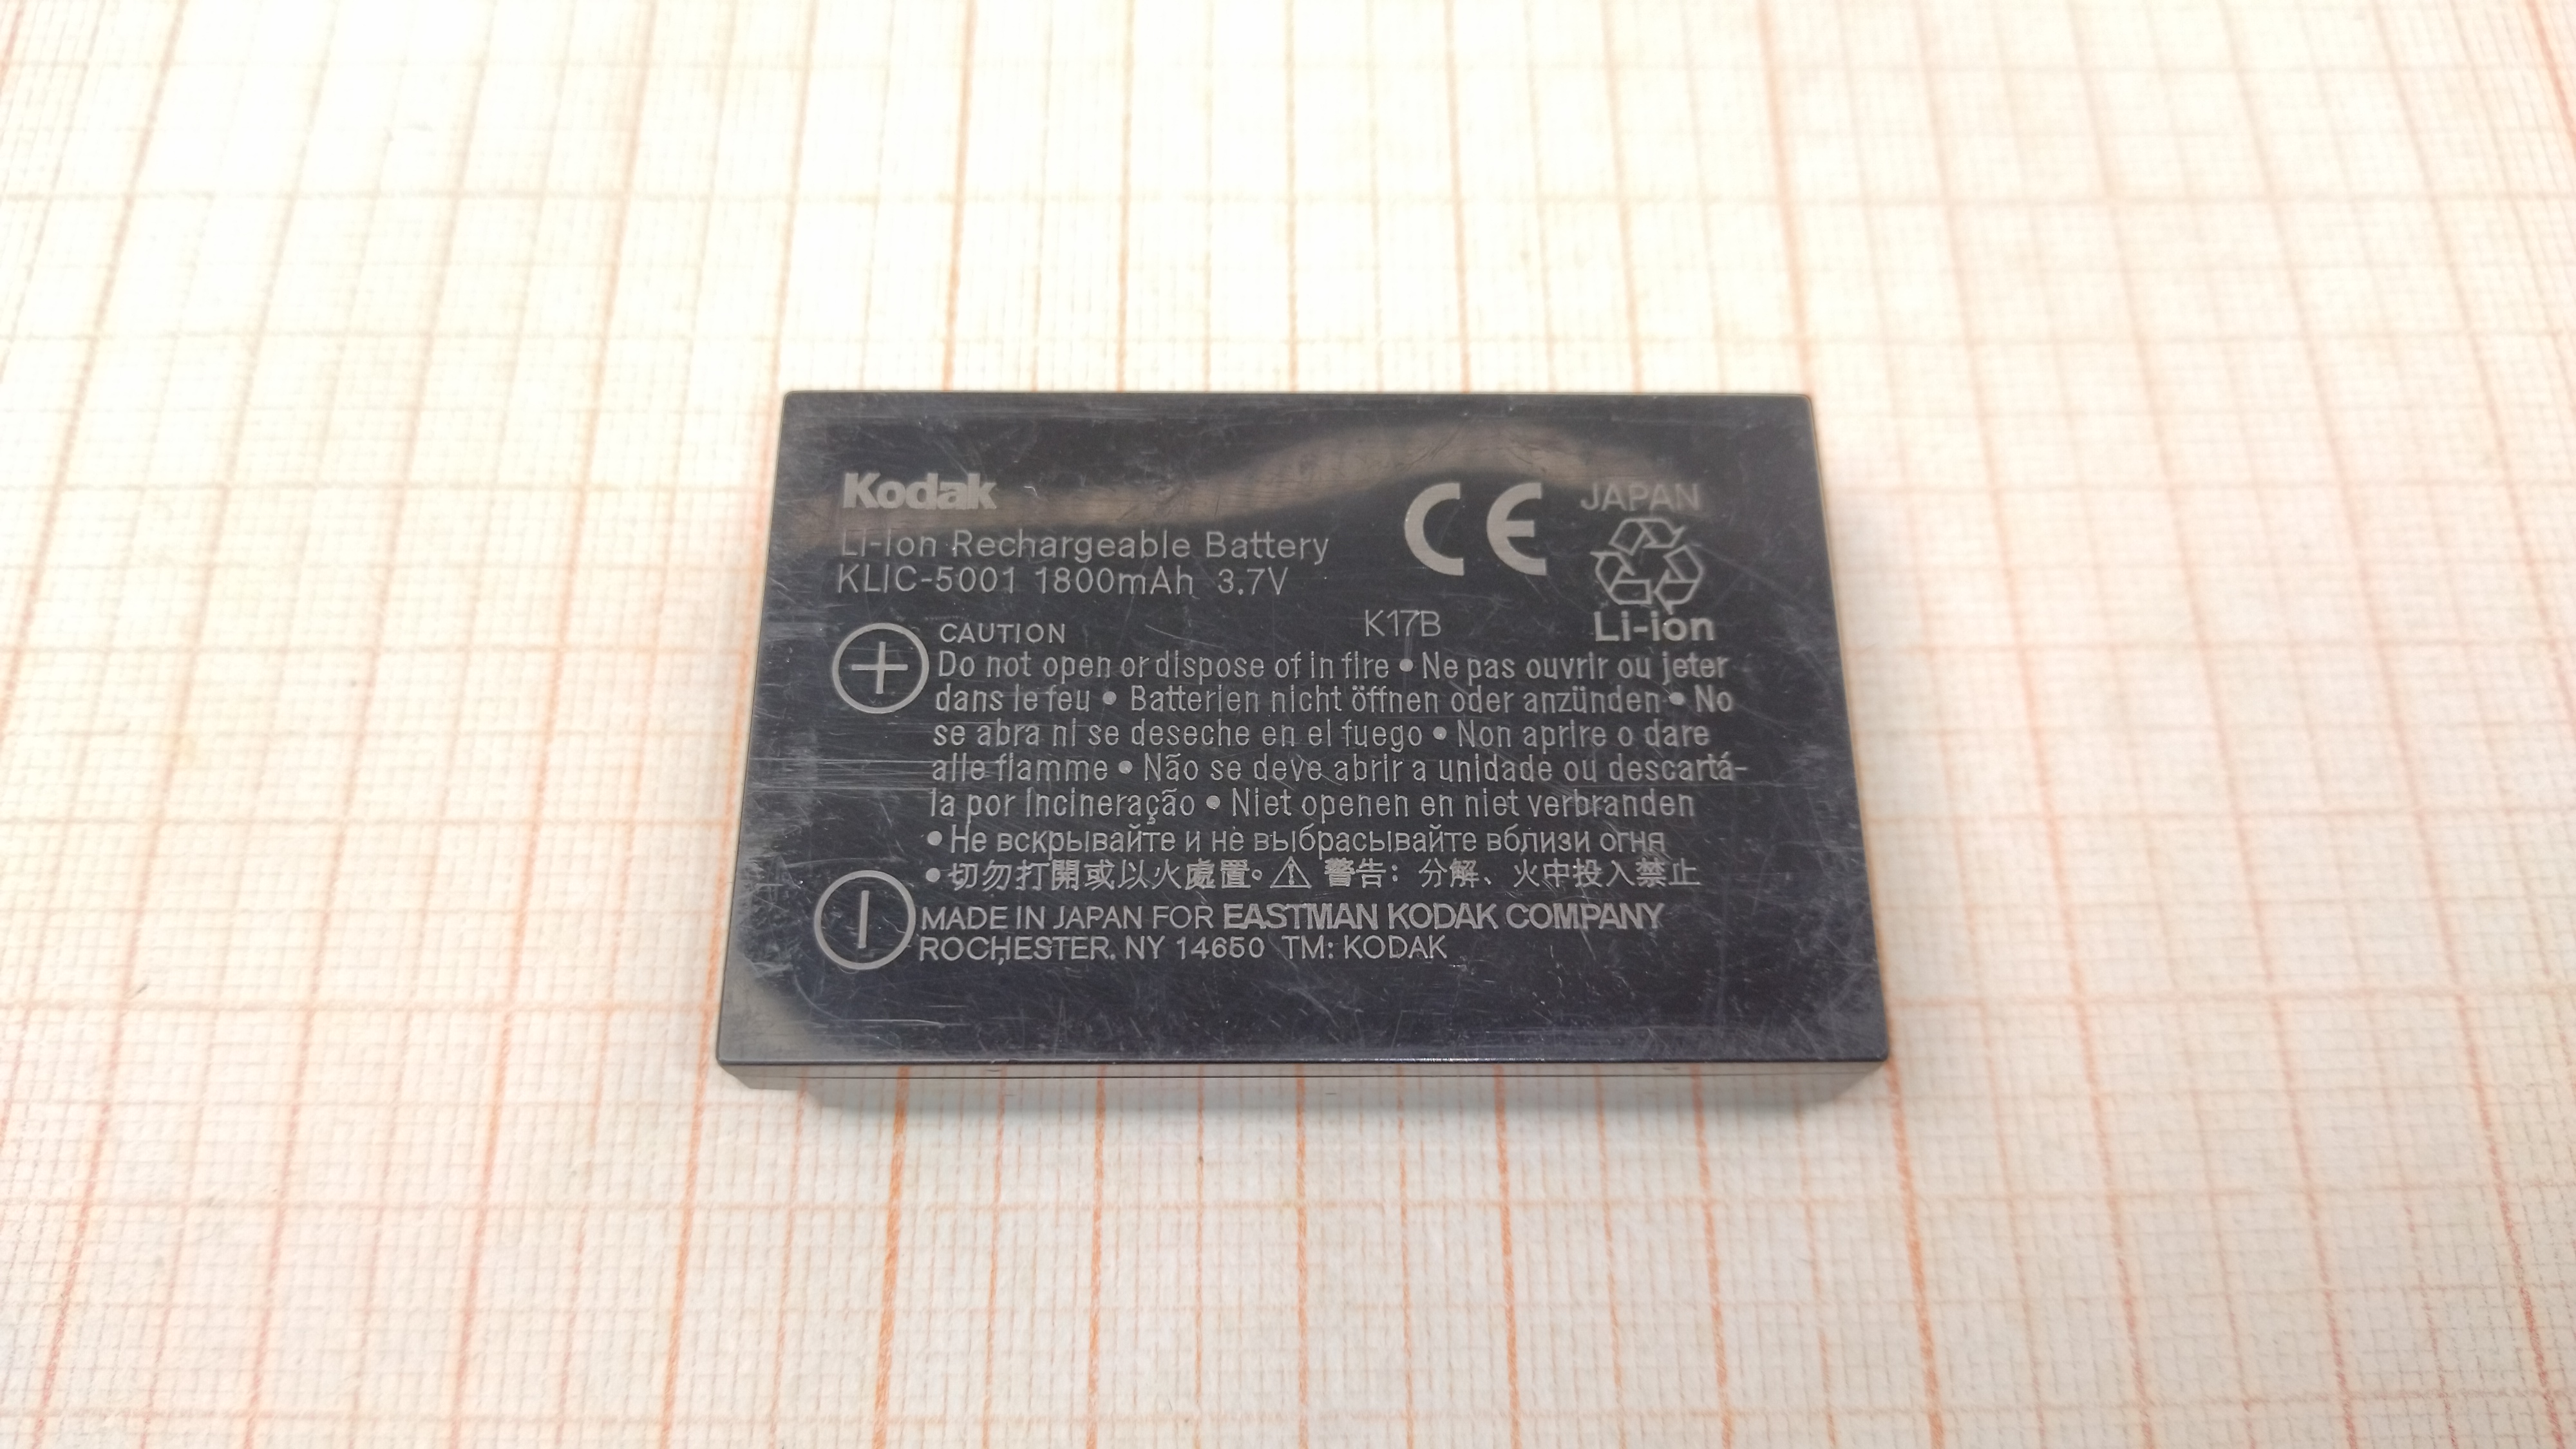 Kodak
CE
JAPAN
Li-Ion Rechargeable Battery
KLIC-5001 1800mAh 3.7V
K17B
Li-ion
CAUTION
Do not open or dispose of in fire • Ne pas ouvrir ou jeter
dans le feu • Batterien nicht öffnen oder anzünden • No
se abra ni se deseche en el fuego • Non aprire o dare
alle fiamme • Não se deve abrir a unidade ou descartá-
la por incineração • Niet openen en niet verbranden
• Не вскрывайте и не выбрасывайте вблизи огня
• 切勿打開或以火處置。⚠ 警告: 分解、火中投入禁止
MADE IN JAPAN FOR EASTMAN KODAK COMPANY
ROCHESTER. NY 14650 TM: KODAK